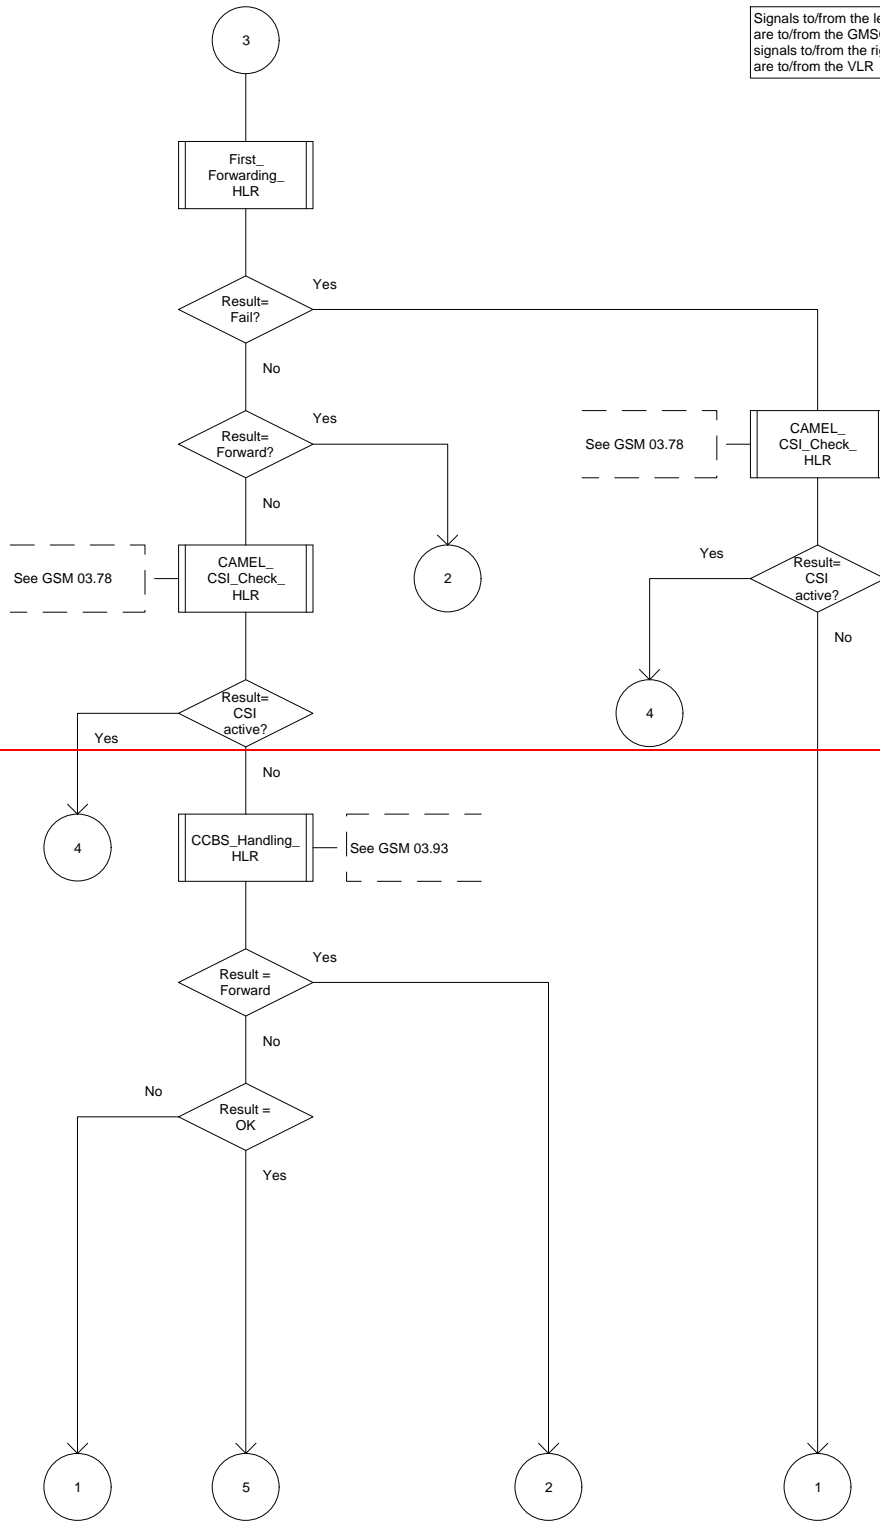 3
Signals to/from the le
are to/from the GMS
signals to/from the ri
are to/from the VLR
First_
Forwarding_
HLR
Yes
Result=
Fail?
No
Yes
Result=
Forward?
No
See GSM 03.78
CAMEL_
CSI_Check_
HLR
See GSM 03.78
CAMEL_
CSI_Check_
HLR
2
Yes
Result=
CSI
active?
No
Result=
CSI
active?
Yes
4
No
4
CCBS_Handling_
HLR
See GSM 03.93
Yes
Result =
Forward
No
No
Result =
OK
Yes
1
5
2
1